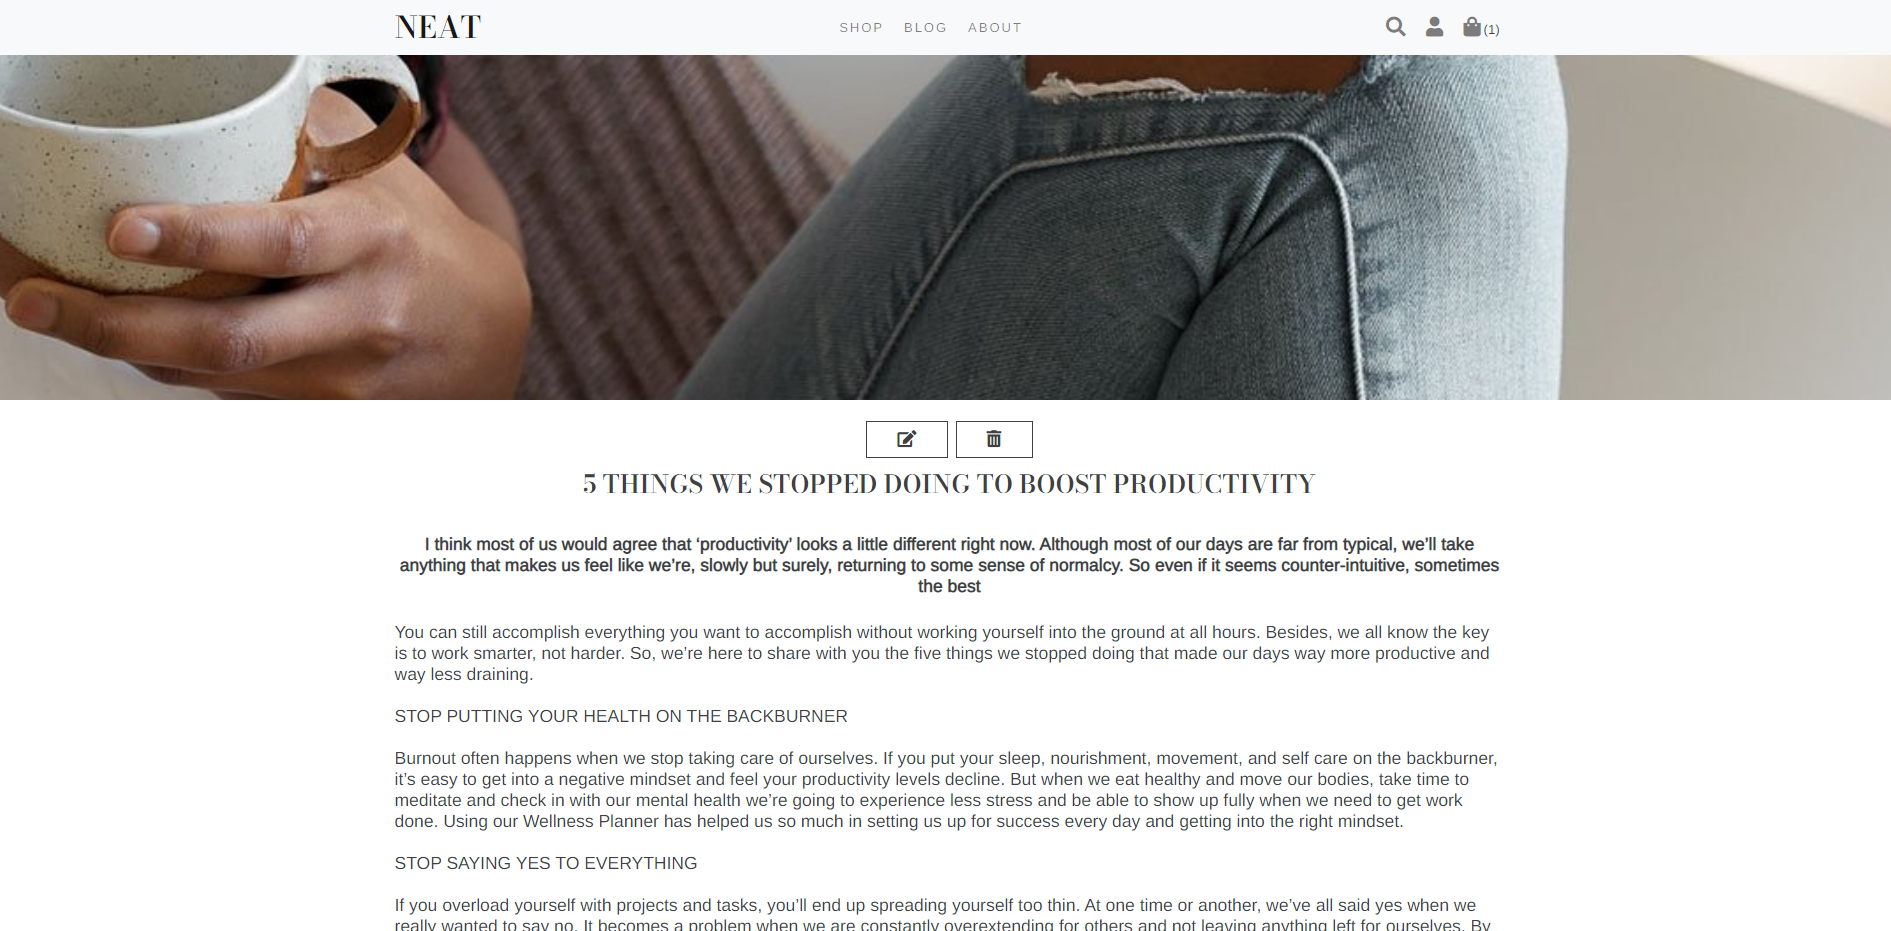 NEAT
SHOP BLOG ABOUT
(1)
5 THINGS WE STOPPED DOING TO BOOST PRODUCTIVITY
I think most of us would agree that ‘productivity’ looks a little different right now. Although most of our days are far from typical, we’ll take
anything that makes us feel like we’re, slowly but surely, returning to some sense of normalcy. So even if it seems counter-intuitive, sometimes
the best
You can still accomplish everything you want to accomplish without working yourself into the ground at all hours. Besides, we all know the key
is to work smarter, not harder. So, we’re here to share with you the five things we stopped doing that made our days way more productive and
way less draining.
STOP PUTTING YOUR HEALTH ON THE BACKBURNER
Burnout often happens when we stop taking care of ourselves. If you put your sleep, nourishment, movement, and self care on the backburner,
it’s easy to get into a negative mindset and feel your productivity levels decline. But when we eat healthy and move our bodies, take time to
meditate and check in with our mental health we’re going to experience less stress and be able to show up fully when we need to get work
done. Using our Wellness Planner has helped us so much in setting us up for success every day and getting into the right mindset.
STOP SAYING YES TO EVERYTHING
If you overload yourself with projects and tasks, you’ll end up spreading yourself too thin. At one time or another, we’ve all said yes when we
really wanted to say no. It becomes a problem when we are constantly overextending for others and not leaving anything left for ourselves. By